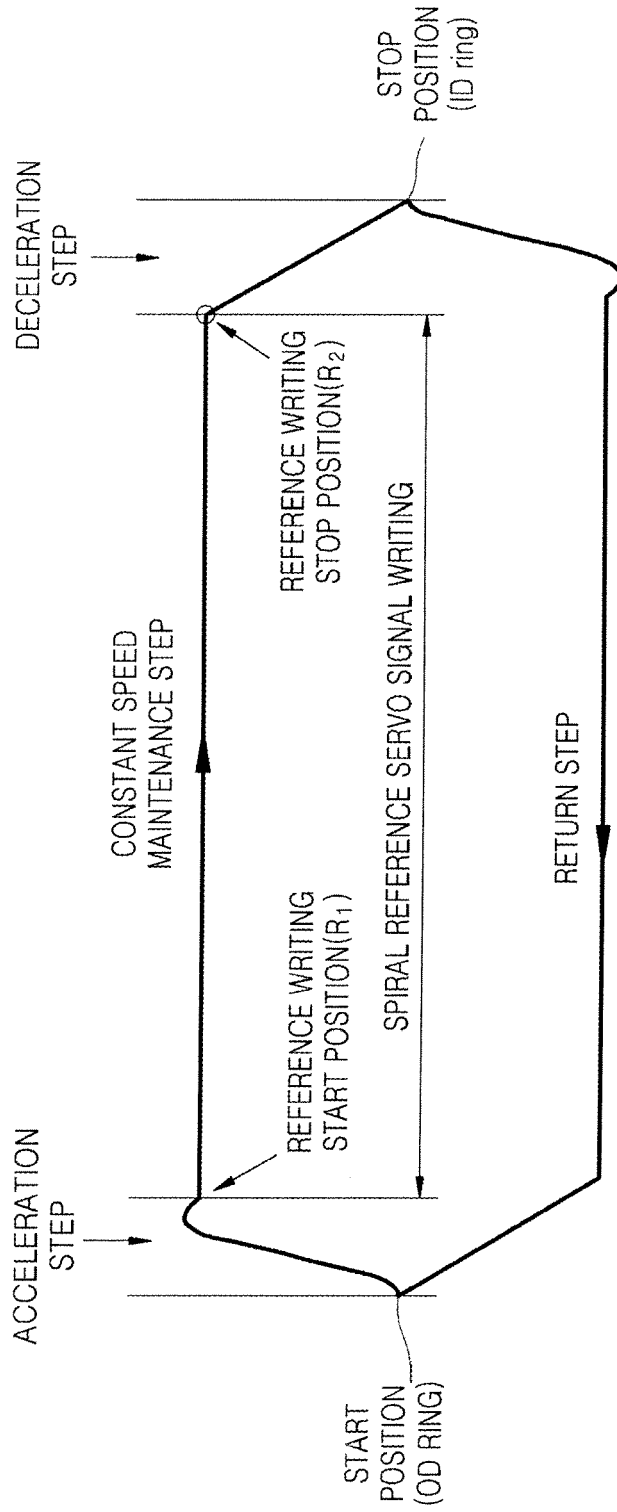 ACCELERATION
STEP
DECELERATION
STEP
CONSTANT SPEED
MAINTENANCE STEP
REFERENCE WRITING
START POSITION(R₁)
REFERENCE WRITING
STOP POSITION(R₂)
SPIRAL REFERENCE SERVO SIGNAL WRITING
START
POSITION
(OD RING)
STOP
POSITION
(ID ring)
RETURN STEP